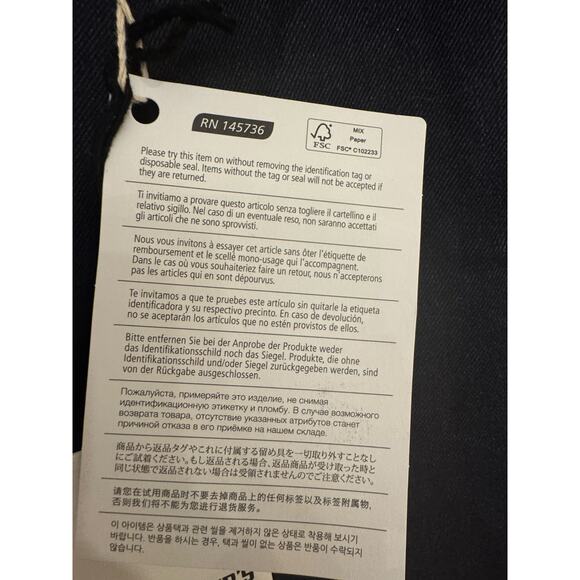 RN 145736
FSC
MIX
Paper
FSC® C102233
Please try this item on without removing the identification tag or
disposable seal. Items without the tag or seal will not be accepted if
they are returned.
Ti invitiamo a provare questo articolo senza togliere il cartellino e il
relativo sigillo. Nel caso di un eventuale reso, non saranno accettati
gli articoli che ne sono sprovvisti.
Nous vous invitons à essayer cet article sans ôter l'étiquette de
remboursement et le scellé mono-usage qui l'accompagnent.
Dans le cas où vous souhaiteriez faire un retour, nous n'accepterons
pas les articles qui en sont dépourvus.
Te invitamos a que te pruebes este artículo sin quitarle la etiqueta
identificadora y su respectivo precinto. En caso de devolución,
no se aceptarán los artículos que no estén provistos de ellos.
Bitte entfernen Sie bei der Anprobe der Produkte weder
das Identifikationsschild noch das Siegel. Produkte, die ohne
Identifikationsschild und/oder Siegel zurückgegeben werden, sind
von der Rückgabe ausgeschlossen.
Пожалуйста, примеряйте это изделие, не снимая
идентификационную этикетку и пломбу. В случае возможного
возврата товара, отсутствие указанных атрибутов станет
причиной отказа в его приёмке на нашем складе.
商品から返品タグやこれに付属する留め具を一切取り外すことなし
にご試着ください。もし返品される場合、返品商品が受け取った時と
同じ状態で返品されない場合は受領されませんのでご注意ください。
请您在试用商品时不要去掉商品上的任何标签以及标签附属物,
否则我们将不能为您进行退货服务。
이 아이템은 상품택과 관련 씰을 제거하지 않은 상태로 착용해 보시기
바랍니다. 반품을 하시는 경우, 택과 씰이 없는 상품은 반품이 수락되지
않습니다.